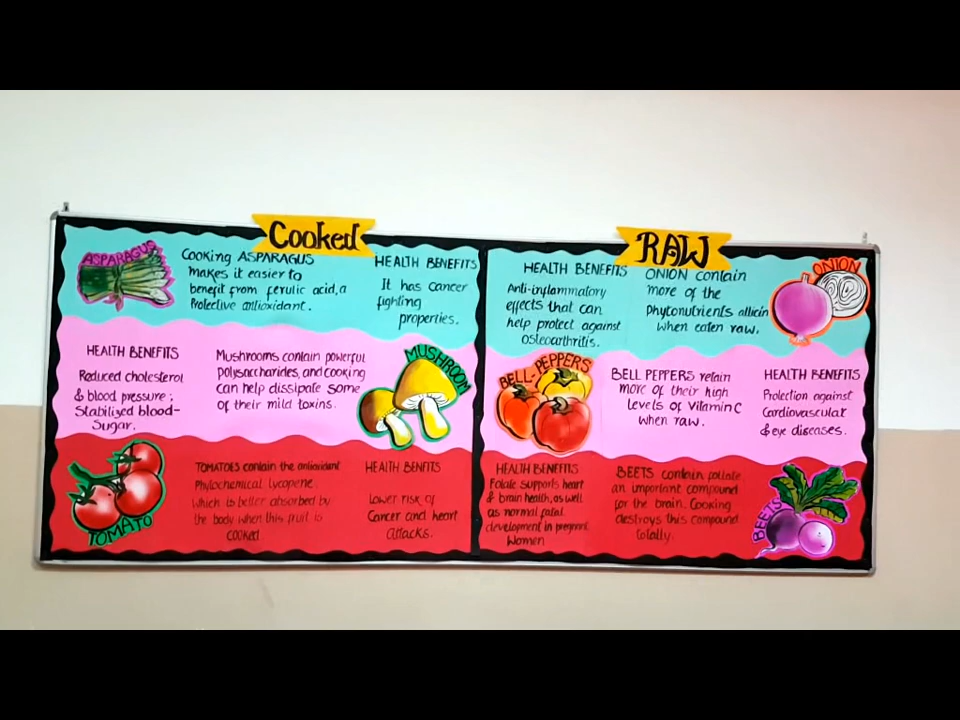 Cooked
ASPARAGUS
Cooking ASPARAGUS
makes it easier to
benefit from ferulic acid, a
Protective antioxidant.
HEALTH BENEFITS
It has cancer
fighting
properties.
HEALTH BENEFITS
Reduced cholesterol
& blood pressure;
Stabilized blood-
Sugar.
Mushrooms contain powerful
polysaccharides, and cooking
can help dissipate some
of their mild toxins.
MUSHROOM
TOMATO
TOMATOES contain the antioxidant
Phytochemical lycopene.
which is better absorbed by
the body when this fruit is
cooked
HEALTH BENFITS
Lower risk of
Cancer and heart
attacks.
RAW
HEALTH BENEFITS
Anti-inflammatory
effects that can
help protect against
osteoarthritis.
ONION contain
more of the
Phytonutrients allicin
when eaten raw.
ONION
BELL-PEPPERS
BELL PEPPERS retain
more of their high
levels of vitamin C
when raw.
HEALTH BENEFITS
Protection against
Cardiovascular
& eye diseases.
HEALTH BENEFITS
Folate supports heart
& brain health, as well
as normal fatal
development in pregnant
Women
BEETS contain follate
an important compound
for the brain. Cooking
destroys this compound
totally.
BEETS